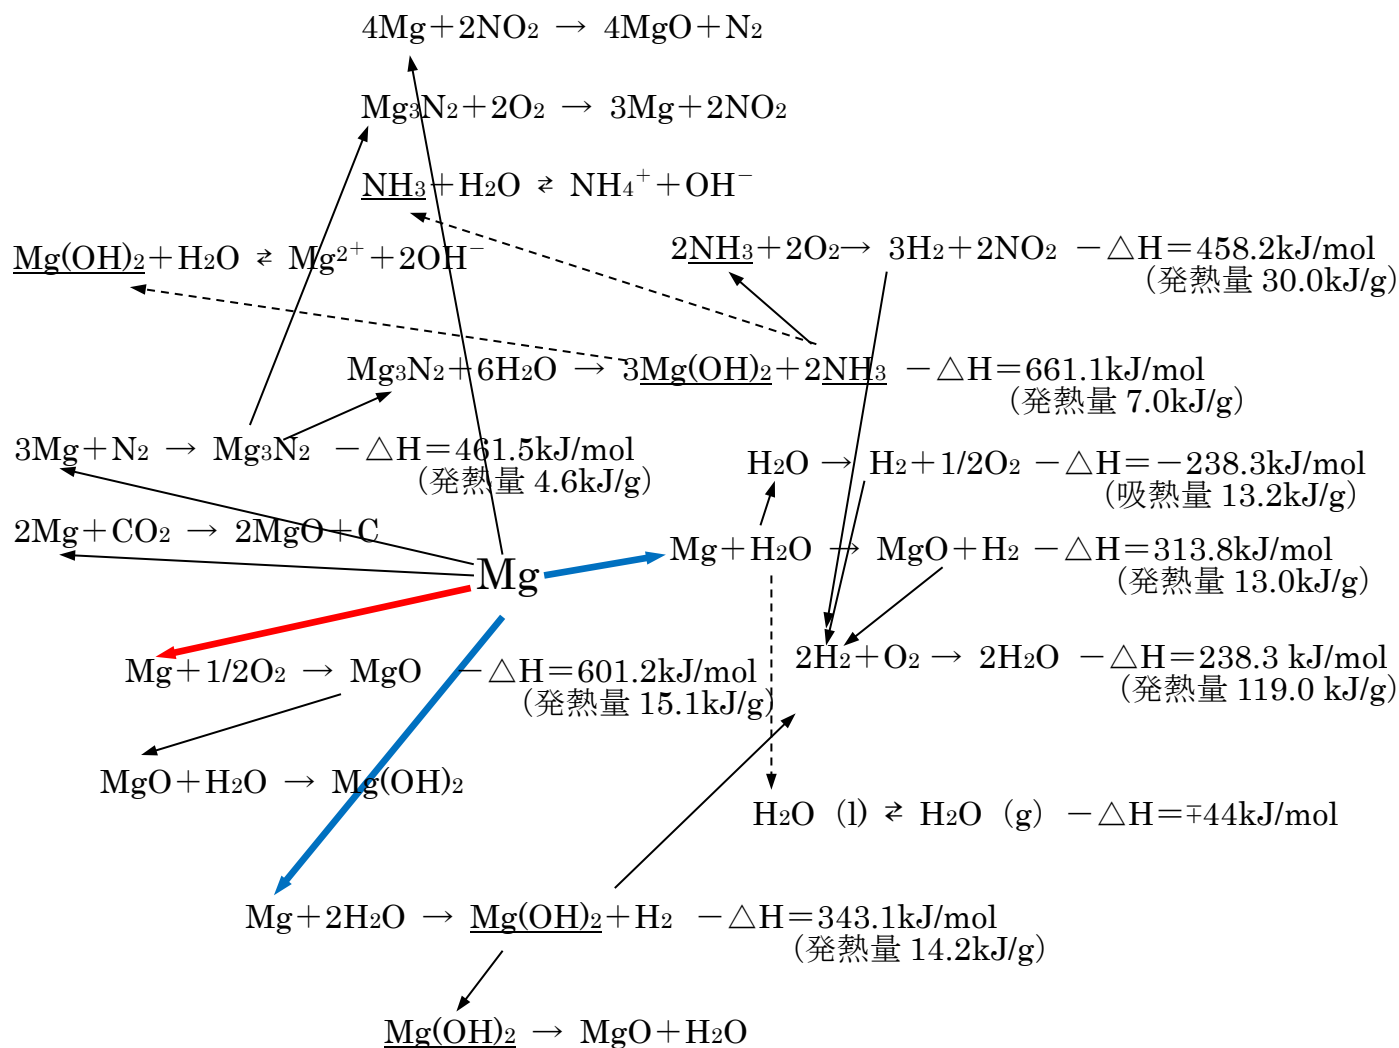 4Mg＋2NO2 → 4MgO＋N2
Mg3N2＋2O2 → 3Mg＋2NO2
NH3＋H2O ⇄ NH4＋＋OH－
Mg(OH)2＋H2O ⇄ Mg2＋＋2OH－
2NH3＋2O2→ 3H2＋2NO2 －△H＝458.2kJ/mol
（発熱量 30.0kJ/g）
Mg3N2＋6H2O → 3Mg(OH)2＋2NH3 －△H＝661.1kJ/mol
（発熱量 7.0kJ/g）
3Mg＋N2 → Mg3N2 －△H＝461.5kJ/mol
（発熱量 4.6kJ/g）
H2O → H2＋1/2O2 －△H＝－238.3kJ/mol
（吸熱量 13.2kJ/g）
2Mg＋CO2 → 2MgO＋C
Mg
Mg＋H2O → MgO＋H2 －△H＝313.8kJ/mol
（発熱量 13.0kJ/g）
Mg＋1/2O2 → MgO －△H＝601.2kJ/mol
（発熱量 15.1kJ/g）
2H2＋O2 → 2H2O －△H＝238.3 kJ/mol
（発熱量 119.0 kJ/g）
MgO＋H2O → Mg(OH)2
H2O （l） ⇄ H2O （g） －△H＝∓44kJ/mol
Mg＋2H2O → Mg(OH)2＋H2 －△H＝343.1kJ/mol
（発熱量 14.2kJ/g）
Mg(OH)2 → MgO＋H2O